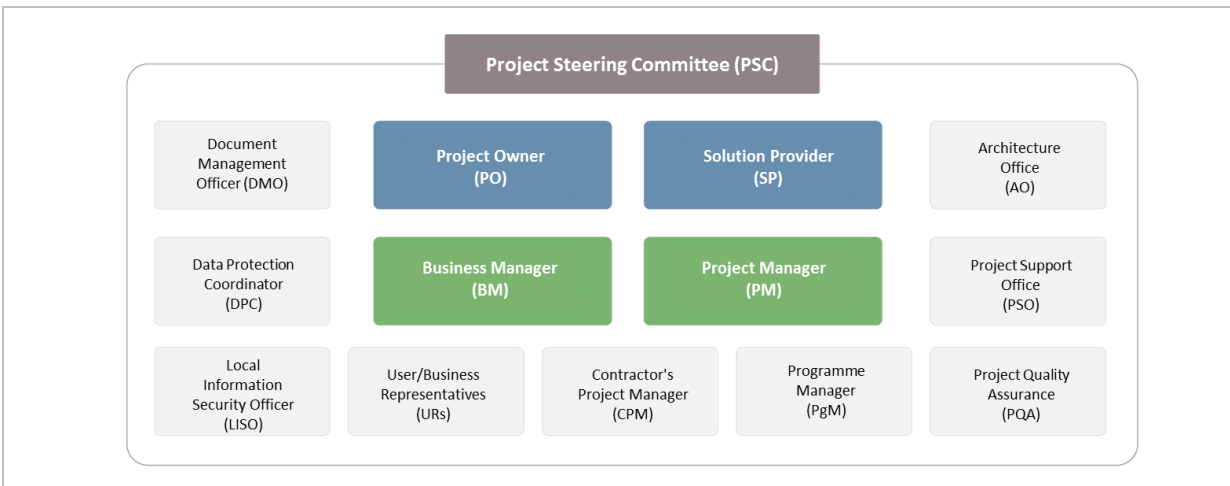 Project Steering Committee (PSC)
Document
Management
Officer (DMO)
Project Owner
(PO)
Solution Provider
(SP)
Architecture
Office
(AO)
Data Protection
Coordinator
(DPC)
Business Manager
(BM)
Project Manager
(PM)
Project Support
Office
(PSO)
Local
Information
Security Officer
(LISO)
User/Business
Representatives
(URs)
Contractor's
Project Manager
(CPM)
Programme
Manager
(PgM)
Project Quality
Assurance
(PQA)